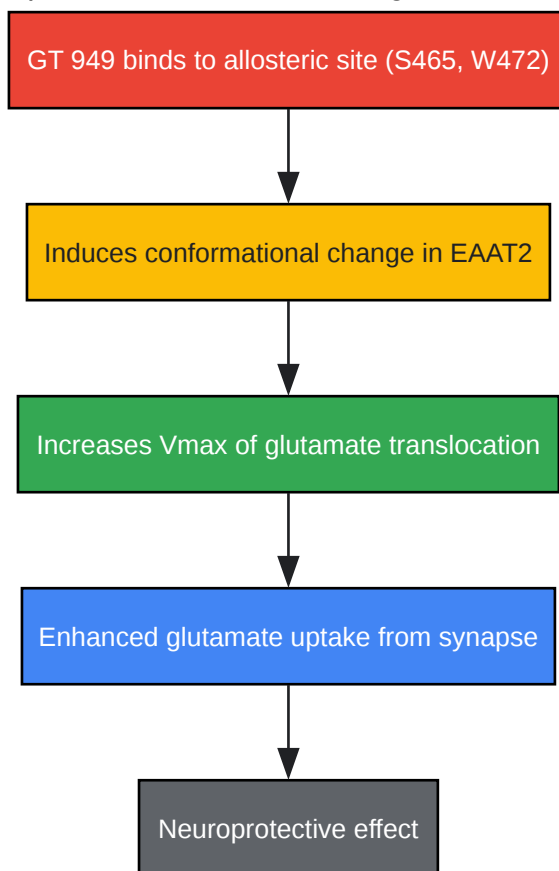 GT 949 binds to allosteric site (S465, W472)
Induces conformational change in EAAT2
Increases Vmax of glutamate translocation
Enhanced glutamate uptake from synapse
Neuroprotective effect